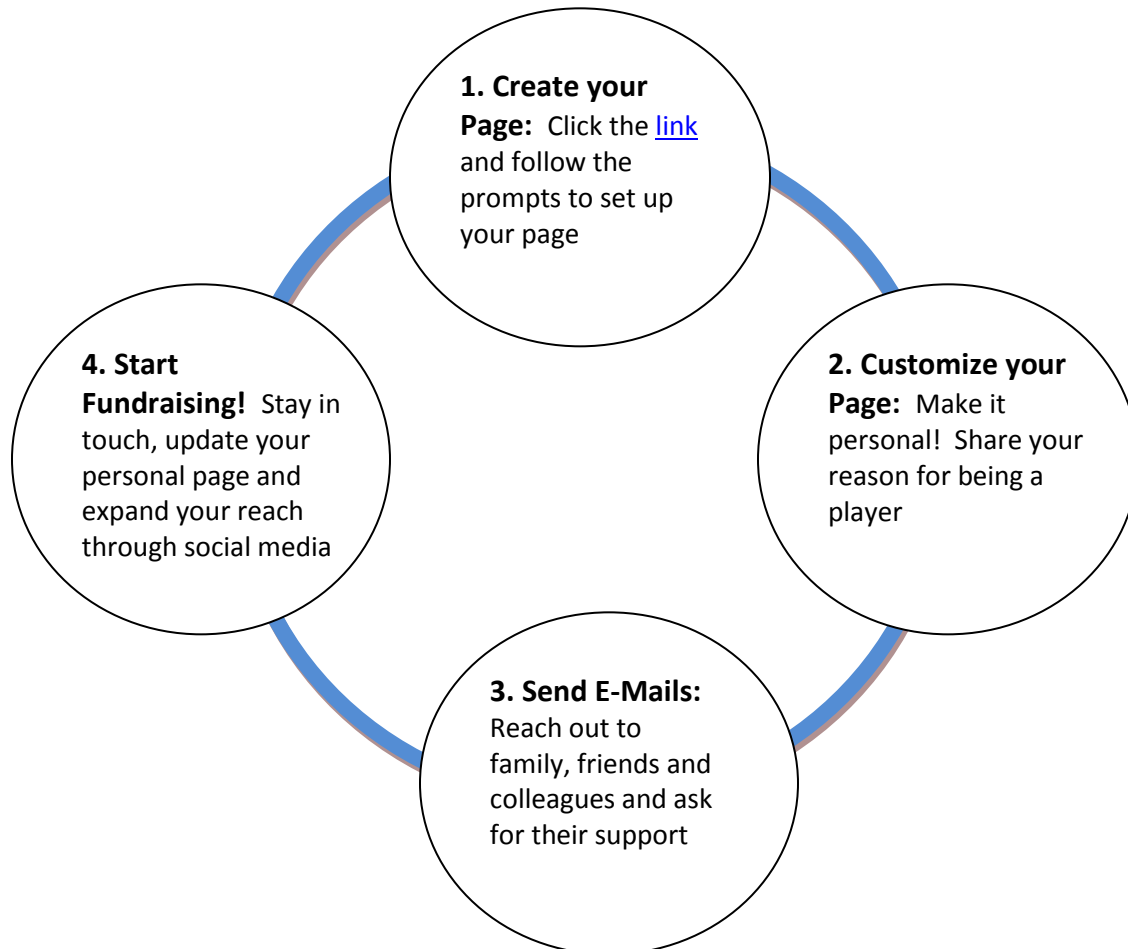 1. Create your
Page: Click the link
and follow the
prompts to set up
your page
2. Customize your
Page: Make it
personal! Share your
reason for being a
player
3. Send E-Mails:
Reach out to
family, friends and
colleagues and ask
for their support
4. Start
Fundraising! Stay in
touch, update your
personal page and
expand your reach
through social media